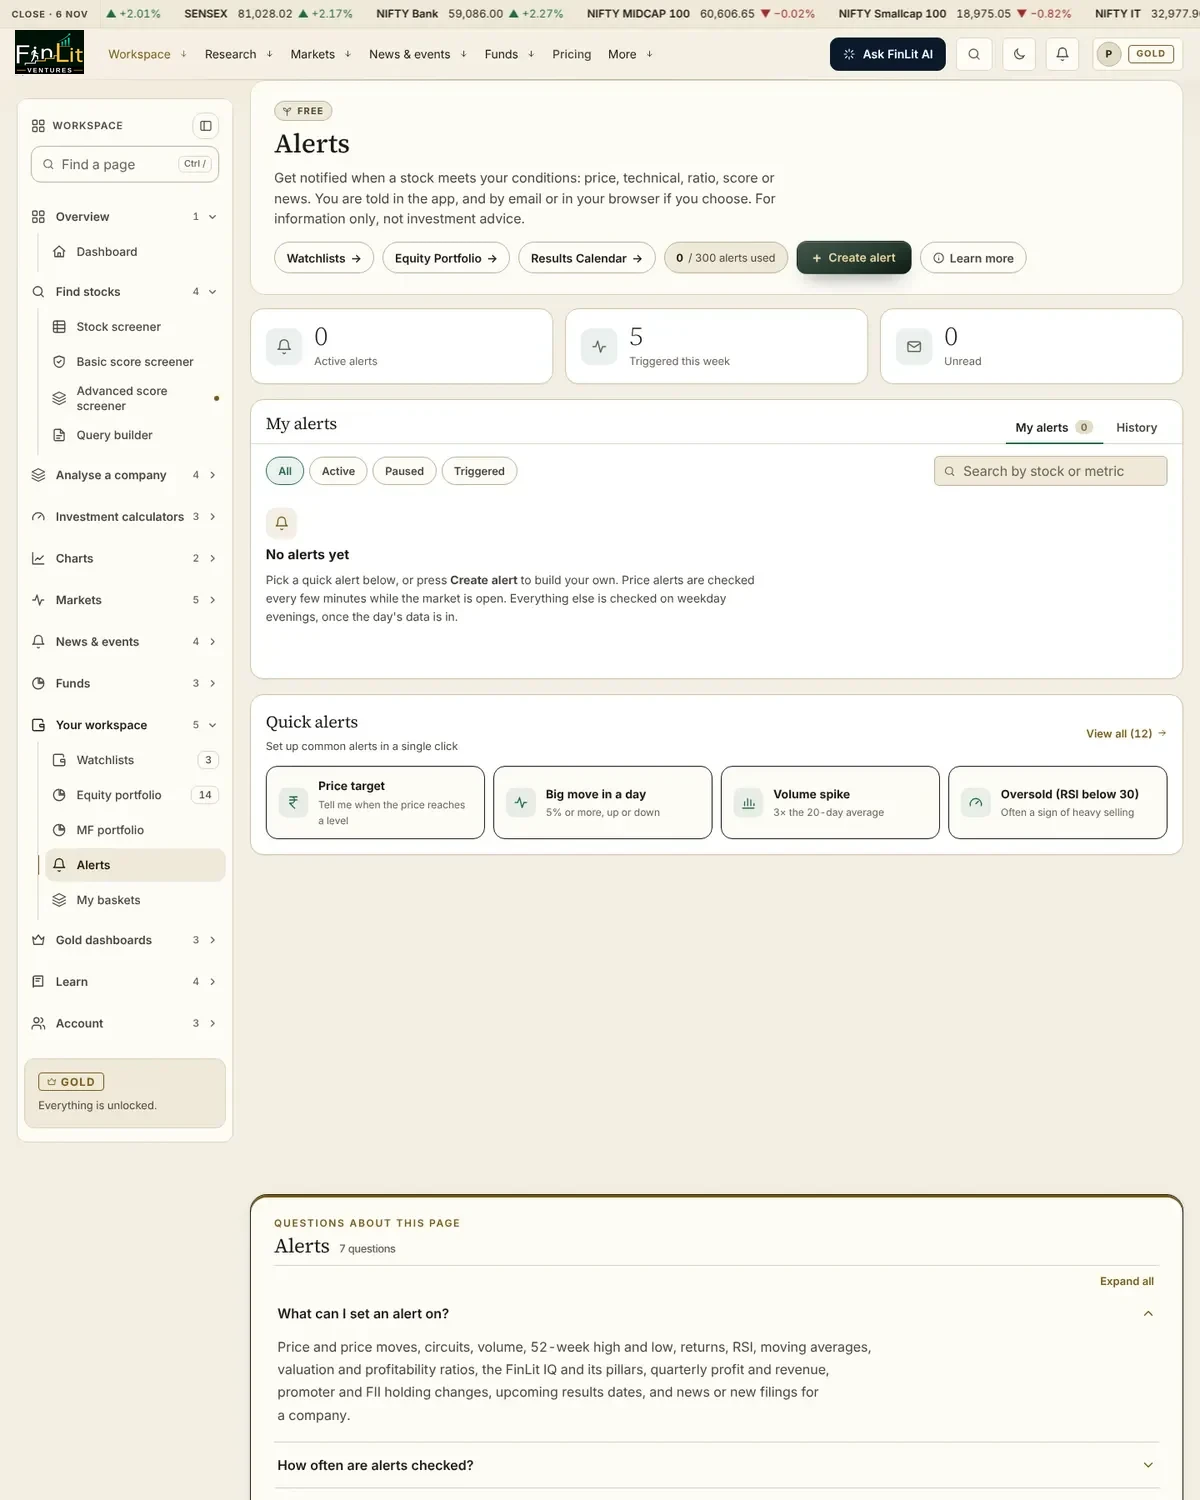 CLOSE · 6 NOV ▲ +2.01% SENSEX 81,028.02 ▲ +2.17% NIFTY Bank 59,086.00 ▲ +2.27% NIFTY MIDCAP 100 60,606.65 ▼ −0.02% NIFTY Smallcap 100 18,975.05 ▼ −0.82% NIFTY IT 32,977.9
FinLit
VENTURES
Workspace Research Markets News & events Funds Pricing More
Ask FinLit AI
P GOLD
WORKSPACE
Find a page Ctrl /
Overview 1
Dashboard
Find stocks 4
Stock screener
Basic score screener
Advanced score
screener
Query builder
Analyse a company 4
Investment calculators 3
Charts 2
Markets 5
News & events 4
Funds 3
Your workspace 5
Watchlists 3
Equity portfolio 14
MF portfolio
Alerts
My baskets
Gold dashboards 3
Learn 4
Account 3
GOLD
Everything is unlocked.
FREE
Alerts
Get notified when a stock meets your conditions: price, technical, ratio, score or
news. You are told in the app, and by email or in your browser if you choose. For
information only, not investment advice.
Watchlists → Equity Portfolio → Results Calendar → 0 / 300 alerts used + Create alert Learn more
0
Active alerts
5
Triggered this week
0
Unread
My alerts
My alerts 0 History
All Active Paused Triggered
Search by stock or metric
No alerts yet
Pick a quick alert below, or press Create alert to build your own. Price alerts are checked
every few minutes while the market is open. Everything else is checked on weekday
evenings, once the day's data is in.
Quick alerts
Set up common alerts in a single click
View all (12) →
Price target
Tell me when the price reaches
a level
Big move in a day
5% or more, up or down
Volume spike
3× the 20-day average
Oversold (RSI below 30)
Often a sign of heavy selling
QUESTIONS ABOUT THIS PAGE
Alerts 7 questions
Expand all
What can I set an alert on?
Price and price moves, circuits, volume, 52-week high and low, returns, RSI, moving averages,
valuation and profitability ratios, the FinLit IQ and its pillars, quarterly profit and revenue,
promoter and FII holding changes, upcoming results dates, and news or new filings for
a company.
How often are alerts checked?